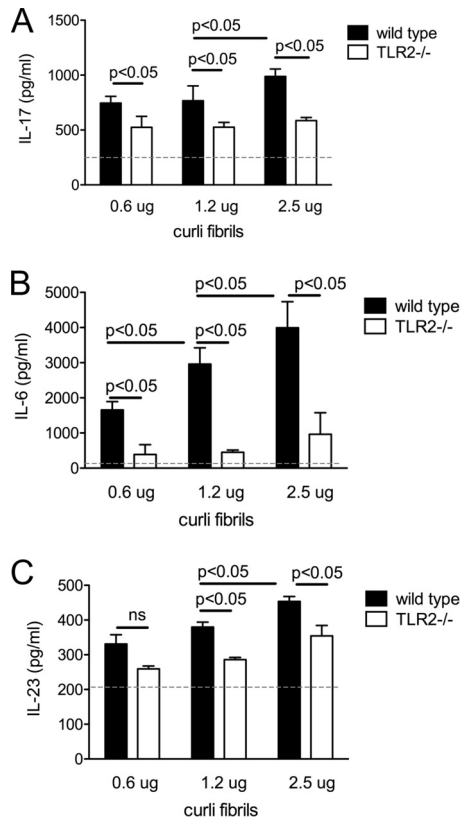 A
p<0.05
wild type
TLR2-/-
p<0.05
p<0.05
p<0.05
IL-17 (pg/ml)
1500
1000
500
0
0.6 ug
1.2 ug
2.5 ug
curli fibrils
B
p<0.05
p<0.05
wild type
TLR2-/-
p<0.05
p<0.05
p<0.05
IL-6 (pg/ml)
5000
4000
3000
2000
1000
0
0.6 ug
1.2 ug
2.5 ug
curli fibrils
C
p<0.05
p<0.05
wild type
TLR2-/-
ns
p<0.05
IL-23 (pg/ml)
500
400
300
200
100
0
0.6 ug
1.2 ug
2.5 ug
curli fibrils